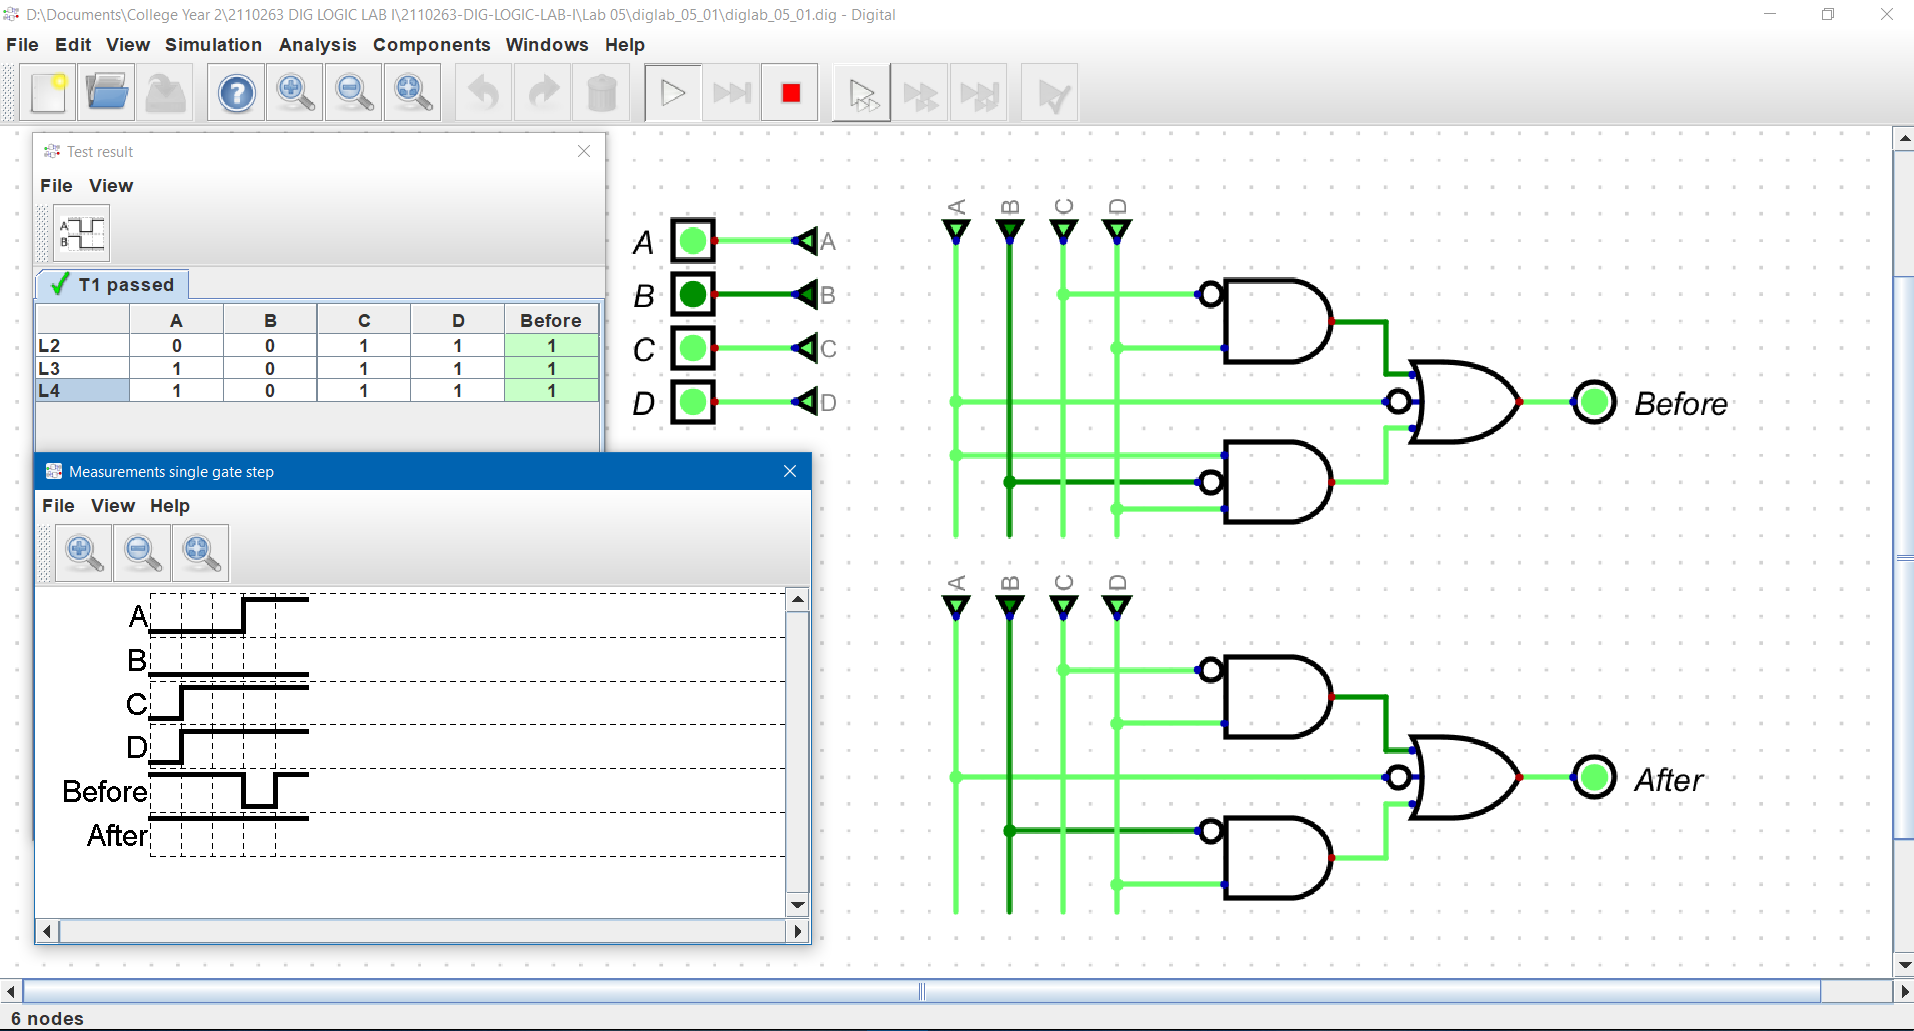 D:\Documents\College Year 2\2110263 DIG LOGIC LAB I\2110263-DIG-LOGIC-LAB-I\Lab 05\diglab_05_01\diglab_05_01.dig - Digital
File Edit View Simulation Analysis Components Windows Help
Test result
File View
A
B
T1 passed
A B C D Before
L2 0 0 1 1 1
L3 1 0 1 1 1
L4 1 0 1 1 1
A A
B B
C C
D D
A B C D
Before
Measurements single gate step
File View Help
A
B
C
D
Before
After
A B C D
After
6 nodes